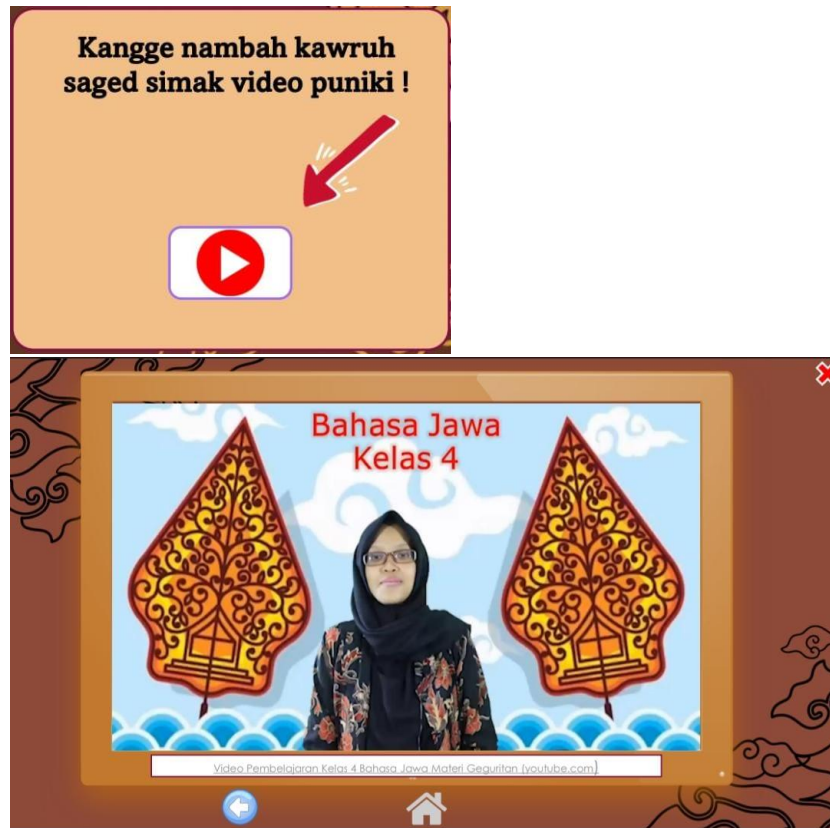 Kangge nambah kawruh
saged simak video puniki !
Bahasa Jawa
Kelas 4
Video Pembelajaran Kelas 4 Bahasa Jawa Materi Geguritan (youtube.com)